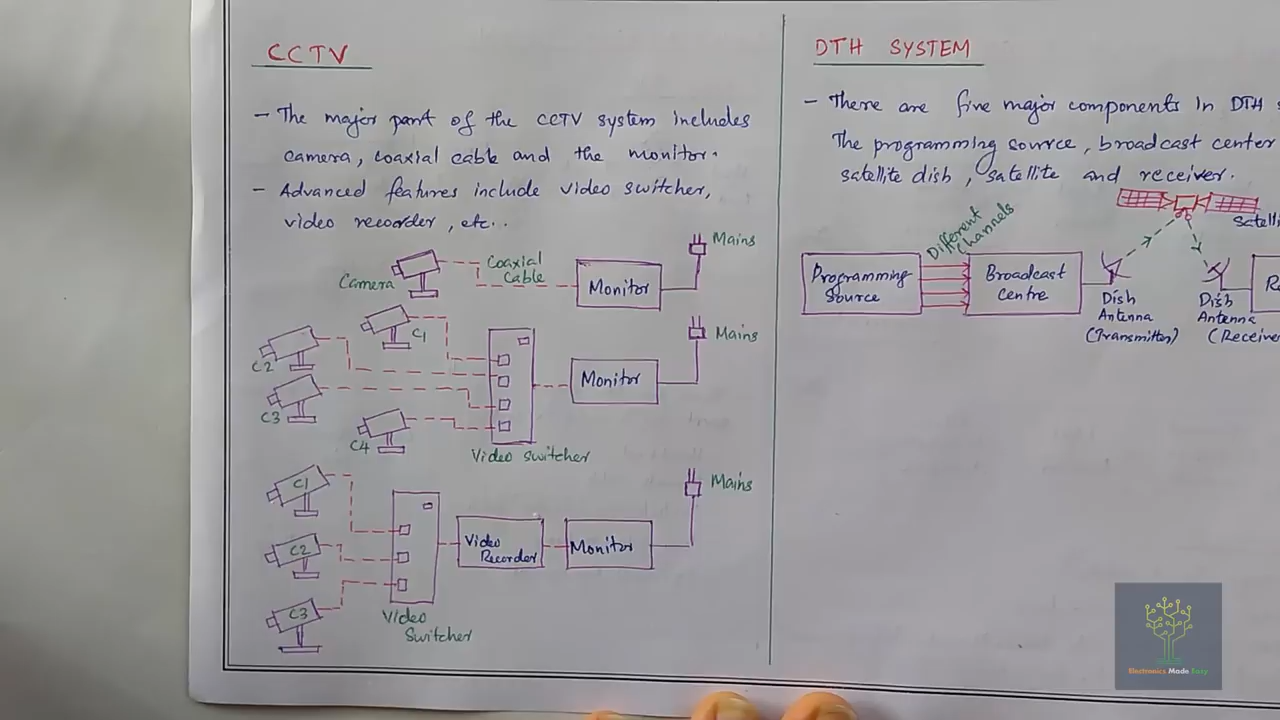 CCTV
- The major part of the CCTV system includes
camera, coaxial cable and the monitor.
- Advanced features include video switcher,
video recorder, etc..
Camera
Coaxial
Cable
Monitor
Mains
C1
C2
C3
C4
Video switcher
Monitor
Mains
C1
C2
C3
Video
Switcher
Video
Recorder
Monitor
Mains
DTH SYSTEM
- There are five major components in DTH
The programming source, broadcast center
satellite dish, satellite and receiver.
Different
Channels
Programming
Source
Broadcast
Centre
Dish
Antenna
(Transmitter)
Dish
Antenna
Electronics Made Easy